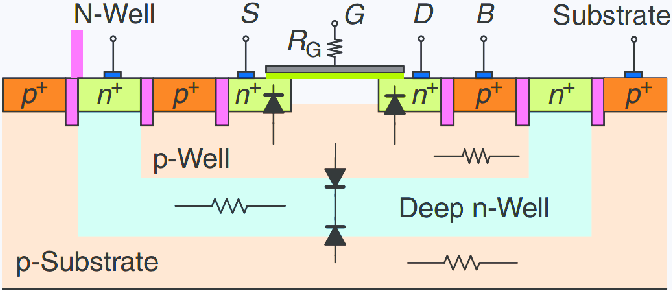 N-Well S G D B Substrate
R_G
p+ n+ p+ n+ n+ p+ n+ p+
p-Well
Deep n-Well
p-Substrate